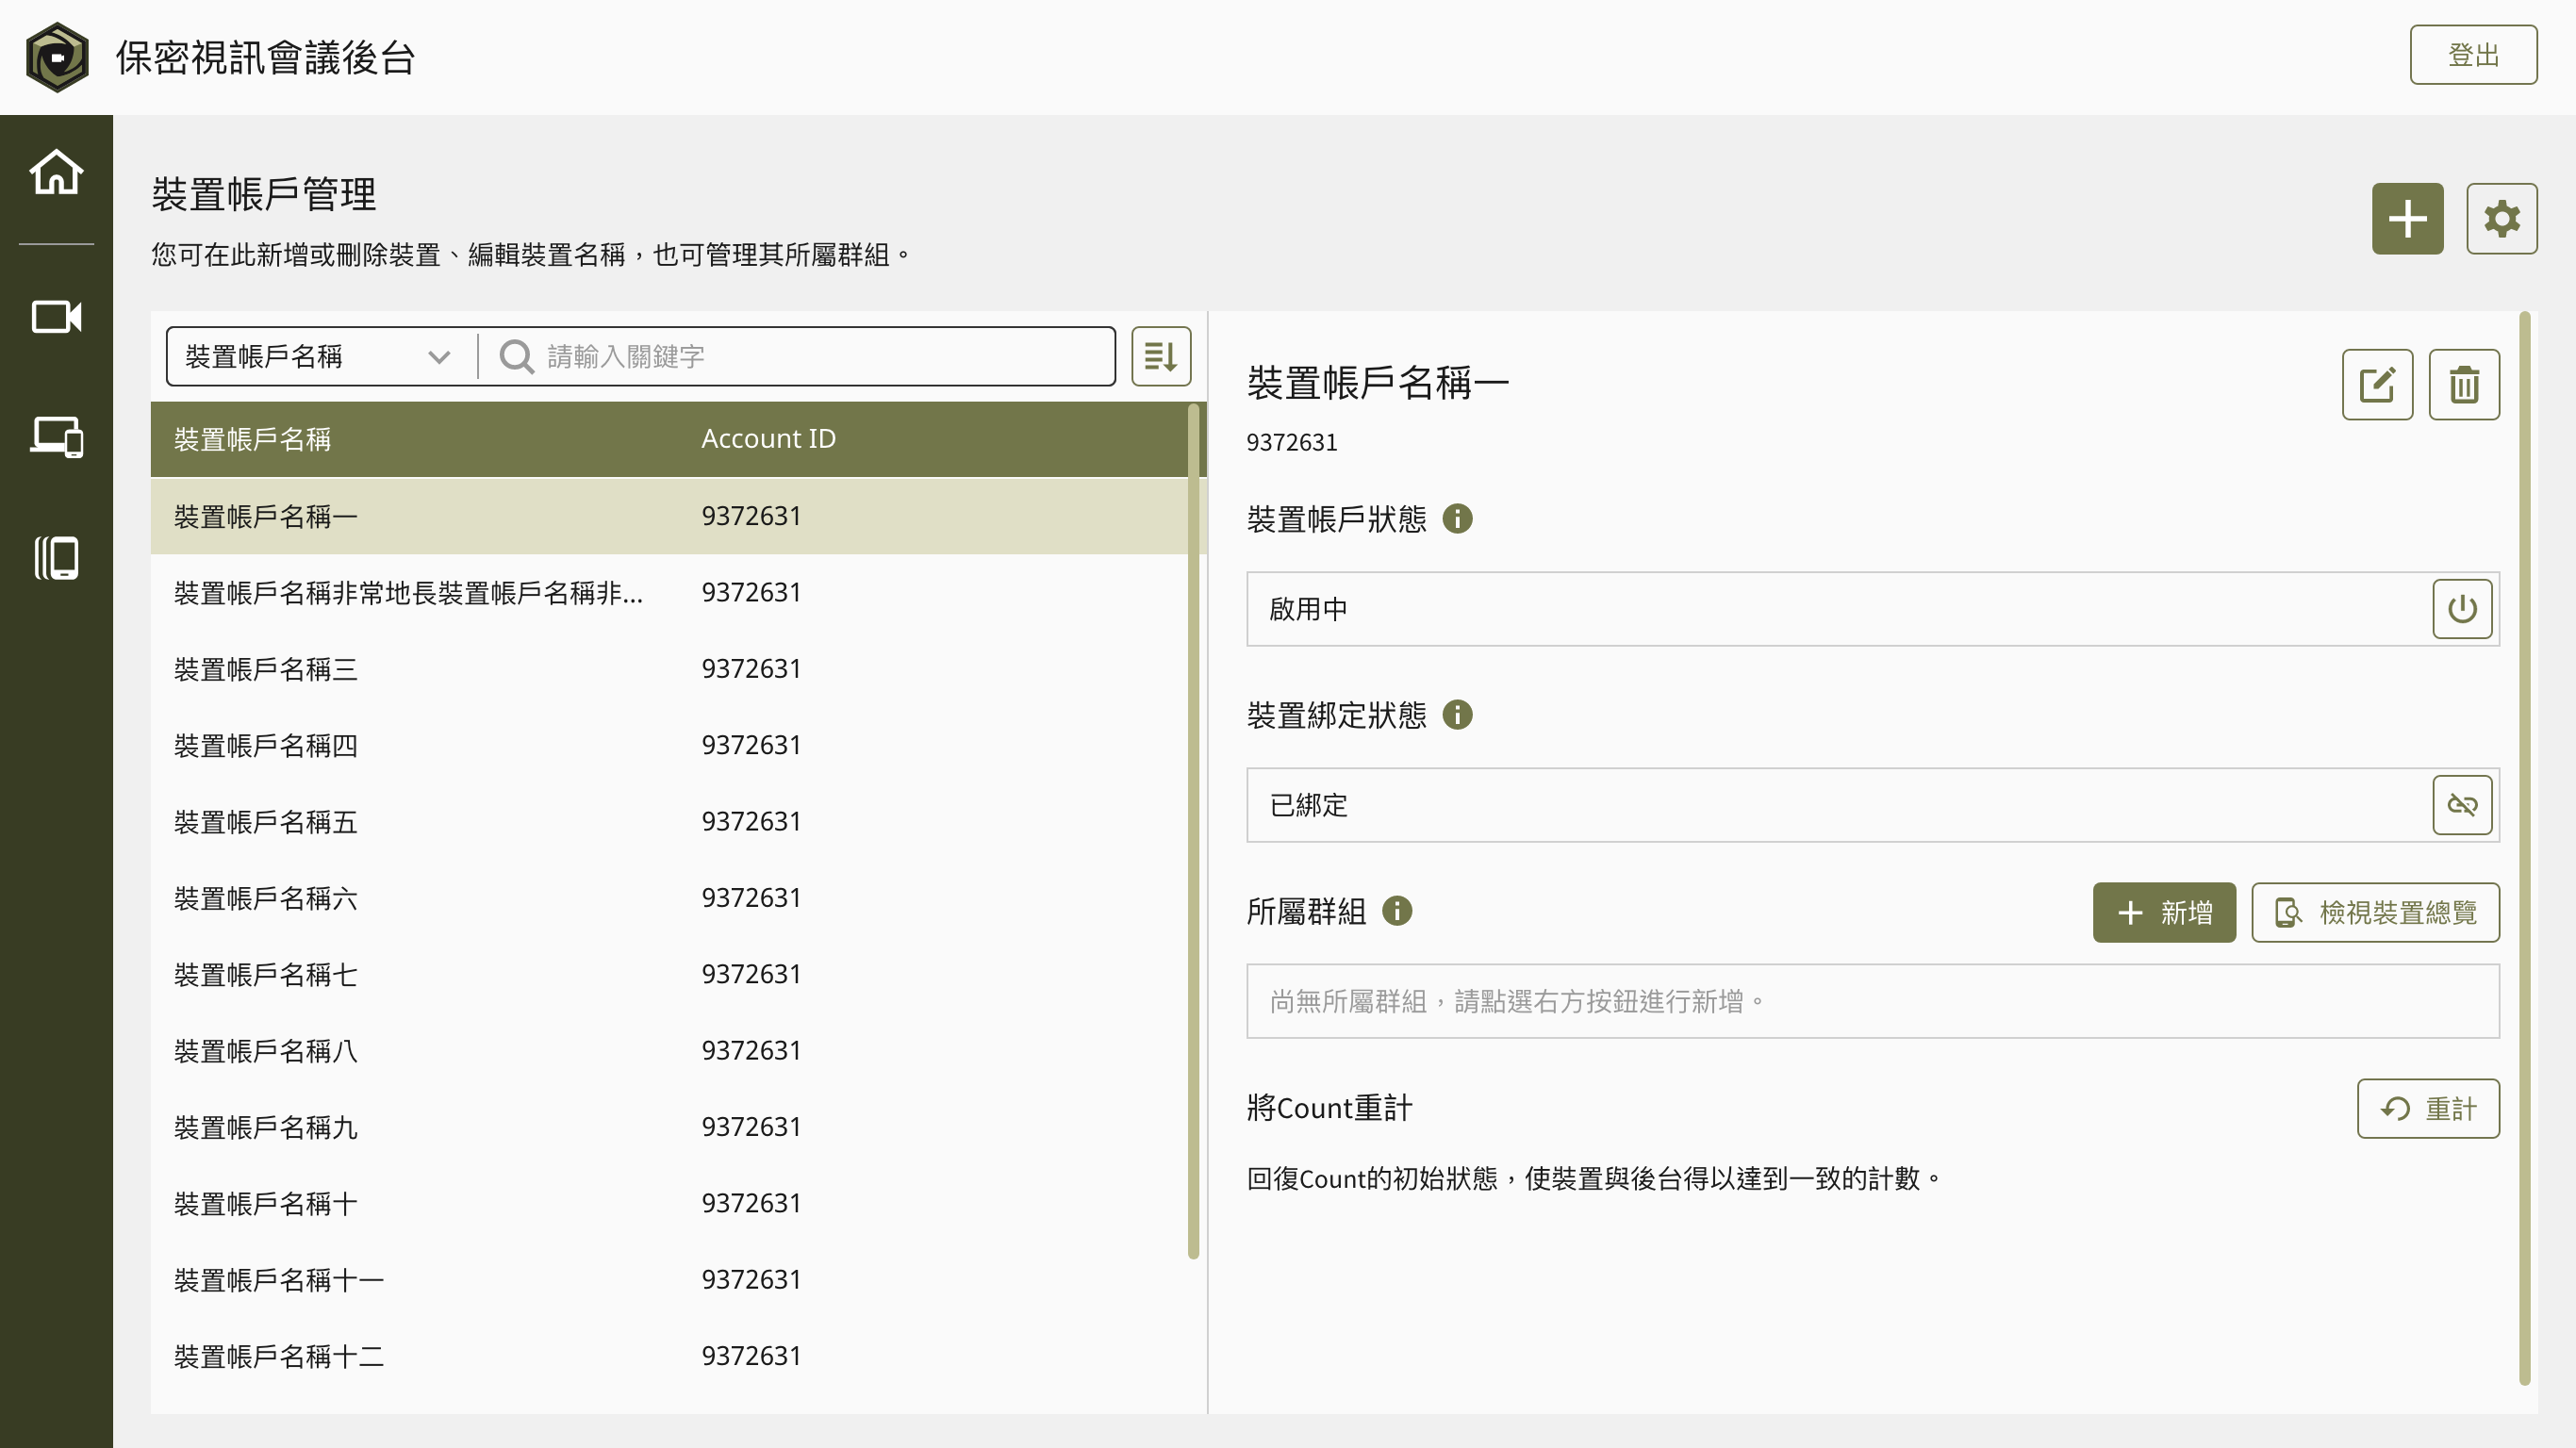 保密視訊會議後台
登出
裝置帳戶管理
您可在此新增或刪除裝置、編輯裝置名稱，也可管理其所屬群組。
裝置帳戶名稱
請輸入關鍵字
裝置帳戶名稱 Account ID
裝置帳戶名稱一 9372631
裝置帳戶名稱非常地長裝置帳戶名稱非... 9372631
裝置帳戶名稱三 9372631
裝置帳戶名稱四 9372631
裝置帳戶名稱五 9372631
裝置帳戶名稱六 9372631
裝置帳戶名稱七 9372631
裝置帳戶名稱八 9372631
裝置帳戶名稱九 9372631
裝置帳戶名稱十 9372631
裝置帳戶名稱十一 9372631
裝置帳戶名稱十二 9372631
裝置帳戶名稱一
9372631
裝置帳戶狀態
啟用中
裝置綁定狀態
已綁定
所屬群組
新增
檢視裝置總覽
尚無所屬群組，請點選右方按鈕進行新增。
將Count重計
重計
回復Count的初始狀態，使裝置與後台得以達到一致的計數。